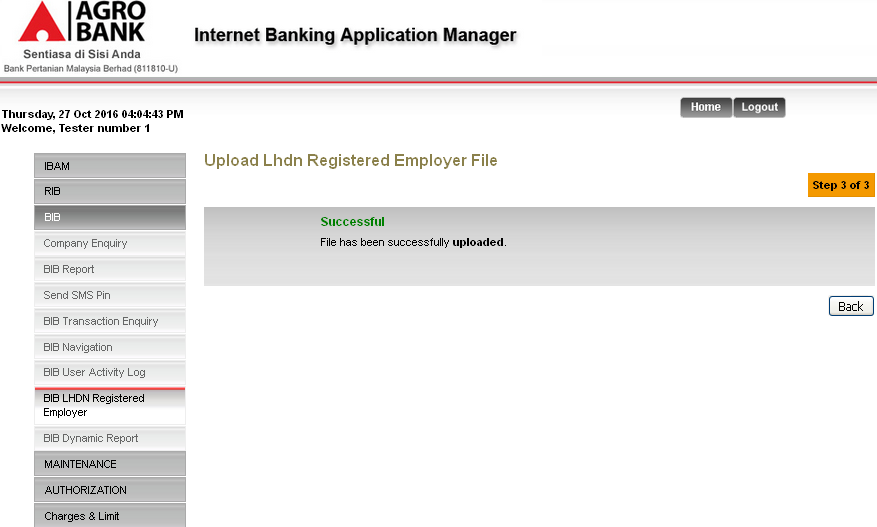 AGRO
BANK
Sentiasa di Sisi Anda
Bank Pertanian Malaysia Berhad (811810-U)
Internet Banking Application Manager
Thursday, 27 Oct 2016 04:04:43 PM
Welcome, Tester number 1
Home
Logout
IBAM
RIB
BIB
Company Enquiry
BIB Report
Send SMS Pin
BIB Transaction Enquiry
BIB Navigation
BIB User Activity Log
BIB LHDN Registered
Employer
BIB Dynamic Report
MAINTENANCE
AUTHORIZATION
Charges & Limit
Upload Lhdn Registered Employer File
Step 3 of 3
Successful
File has been successfully uploaded.
Back